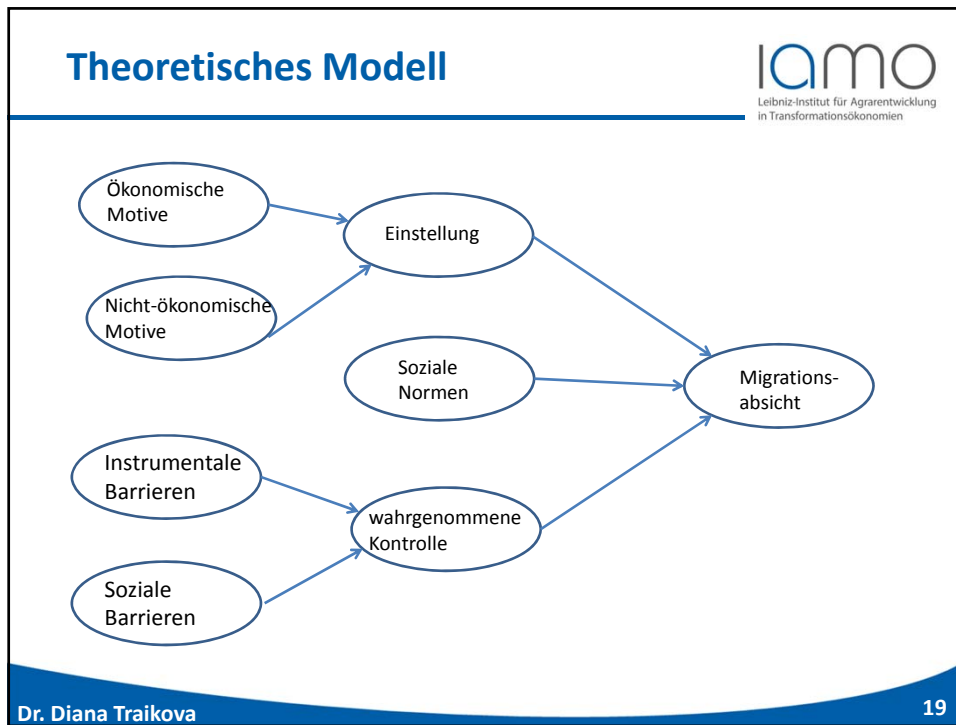 Theoretisches Modell
iamo
Leibniz-Institut für Agrarentwicklung
in Transformationsökonomien
Ökonomische
Motive
Einstellung
Nicht-ökonomische
Motive
Soziale
Normen
Migrations-
absicht
Instrumentale
Barrieren
wahrgenommene
Kontrolle
Soziale
Barrieren
Dr. Diana Traikova
19